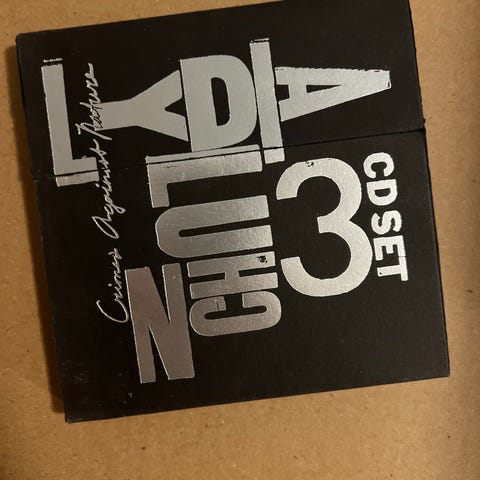 LYDIA
LUNCH
3
CD SET
Crimes Against Nature